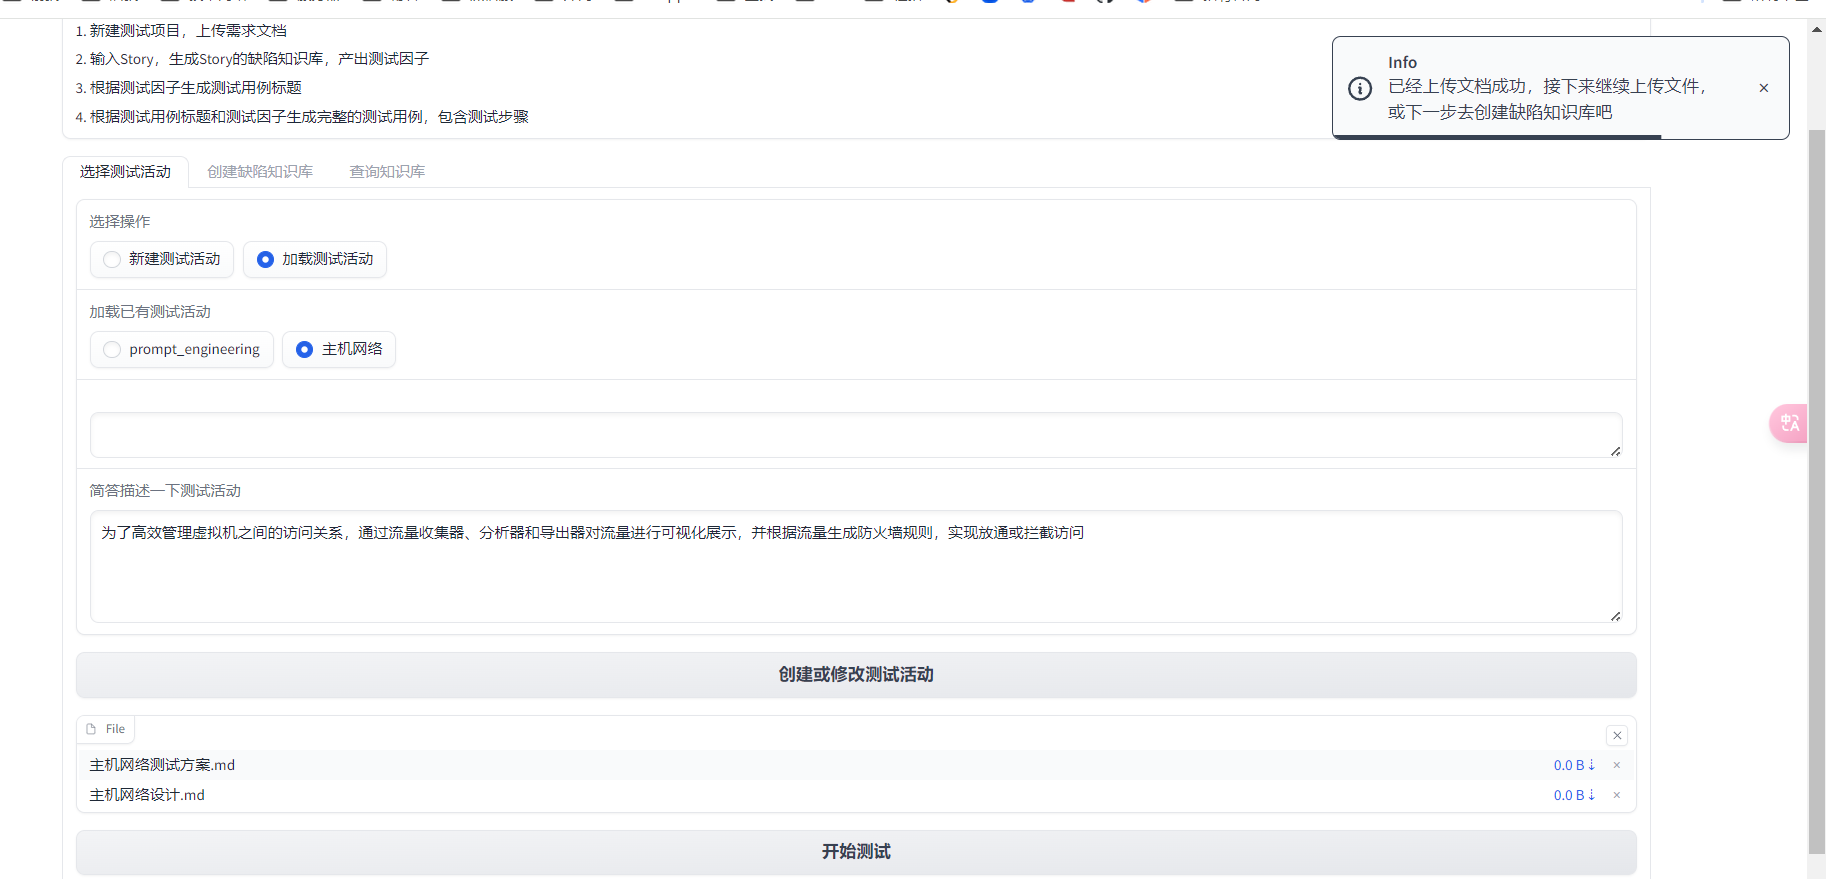 1. 新建测试项目，上传需求文档
2. 输入Story，生成Story的缺陷知识库，产出测试因子
3. 根据测试因子生成测试用例标题
4. 根据测试用例标题和测试因子生成完整的测试用例，包含测试步骤
Info
已经上传文档成功，接下来继续上传文件，
或下一步去创建缺陷知识库吧
选择测试活动 创建缺陷知识库 查询知识库
选择操作
新建测试活动 加载测试活动
加载已有测试活动
prompt_engineering 主机网络
简答描述一下测试活动
为了高效管理虚拟机之间的访问关系，通过流量收集器、分析器和导出器对流量进行可视化展示，并根据流量生成防火墙规则，实现放通或拦截访问
创建或修改测试活动
File
主机网络测试方案.md 0.0 B ⇣
主机网络设计.md 0.0 B ⇣
开始测试